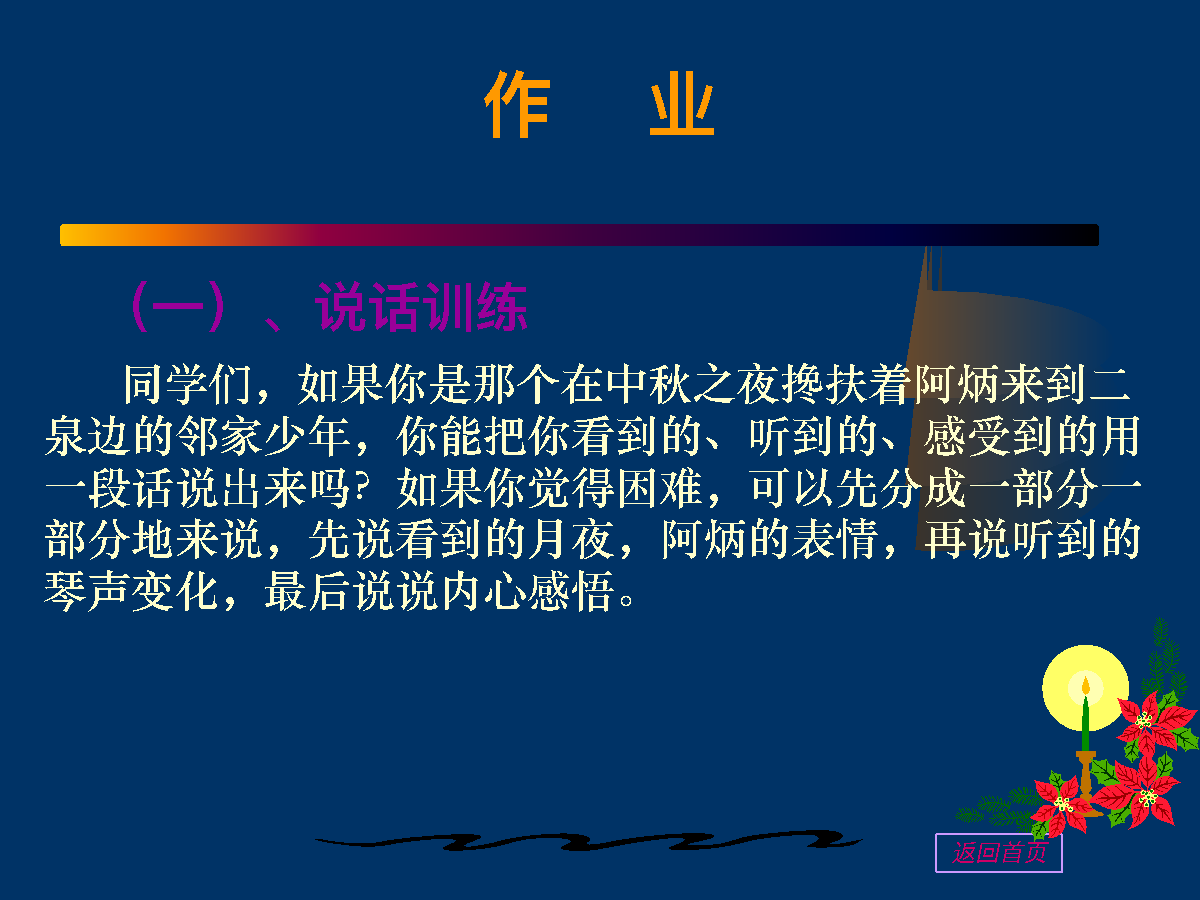 作 业
（一）、说话训练
同学们，如果你是那个在中秋之夜搀扶着阿炳来到二
泉边的邻家少年，你能把你看到的、听到的、感受到的用
一段话说出来吗？如果你觉得困难，可以先分成一部分一
部分地来说，先说看到的月夜，阿炳的表情，再说听到的
琴声变化，最后说说内心感悟。
返回首页